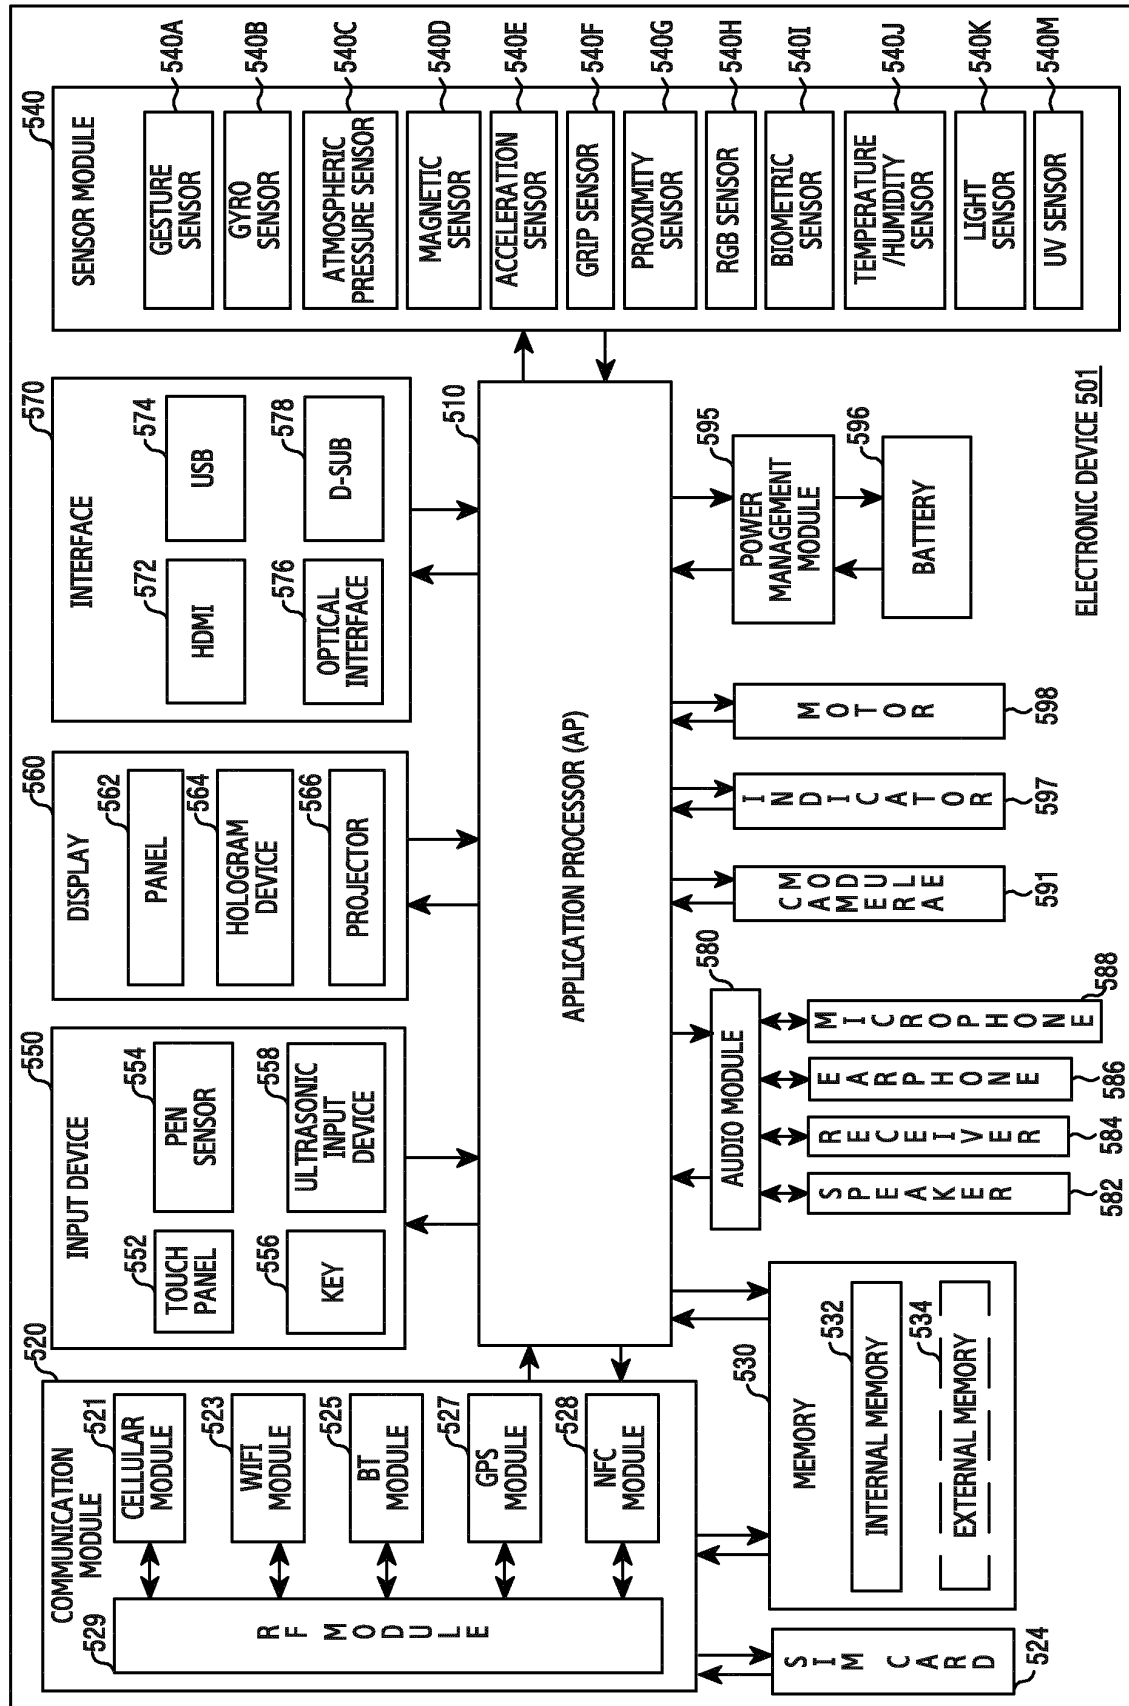 COMMUNICATION
MODULE
520
529
RF MODULE
521
CELLULAR
MODULE
523
WIFI
MODULE
525
BT
MODULE
527
GPS
MODULE
528
NFC
MODULE
INPUT DEVICE
550
552
TOUCH
PANEL
554
PEN
SENSOR
556
KEY
558
ULTRASONIC
INPUT
DEVICE
DISPLAY
560
562
PANEL
564
HOLOGRAM
DEVICE
566
PROJECTOR
INTERFACE
570
572
HDMI
574
USB
576
OPTICAL
INTERFACE
578
D-SUB
SENSOR MODULE
540
GESTURE
SENSOR
540A
GYRO
SENSOR
540B
ATMOSPHERIC
PRESSURE SENSOR
540C
MAGNETIC
SENSOR
540D
ACCELERATION
SENSOR
540E
GRIP SENSOR
540F
PROXIMITY
SENSOR
540G
RGB SENSOR
540H
BIOMETRIC
SENSOR
540I
TEMPERATURE
/HUMIDITY
SENSOR
540J
LIGHT
SENSOR
540K
UV SENSOR
540M
APPLICATION PROCESSOR (AP)
510
SIM CARD
524
MEMORY
530
INTERNAL MEMORY
532
EXTERNAL MEMORY
534
AUDIO MODULE
580
SPEAKER
582
RECEIVER
584
EARPHONE
586
MICROPHONE
588
CAMERA
MODULE
591
INDICATOR
597
MOTOR
598
POWER
MANAGEMENT
MODULE
595
BATTERY
596
ELECTRONIC DEVICE 501